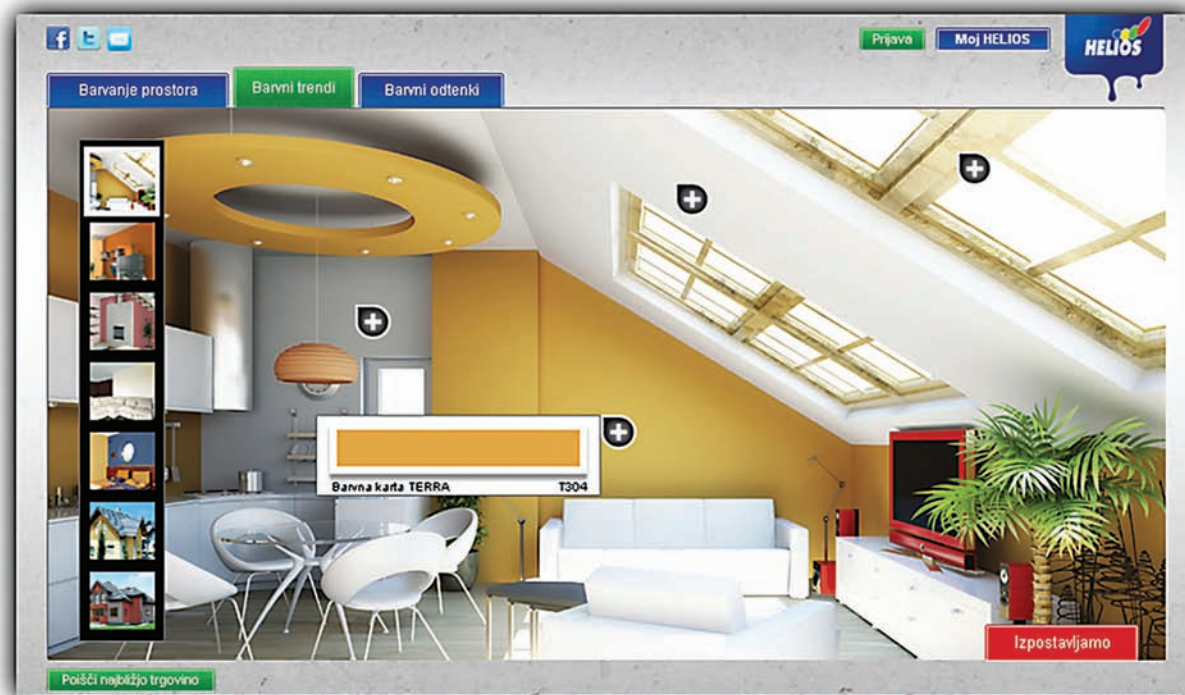 Prijava
Moj HELIOS
HELIOS
Barvanje prostora
Barvni trendi
Barvni odtenki
Barvna karta TERRA
T304
Izpostavljamo
Poišči najbližjo trgovino